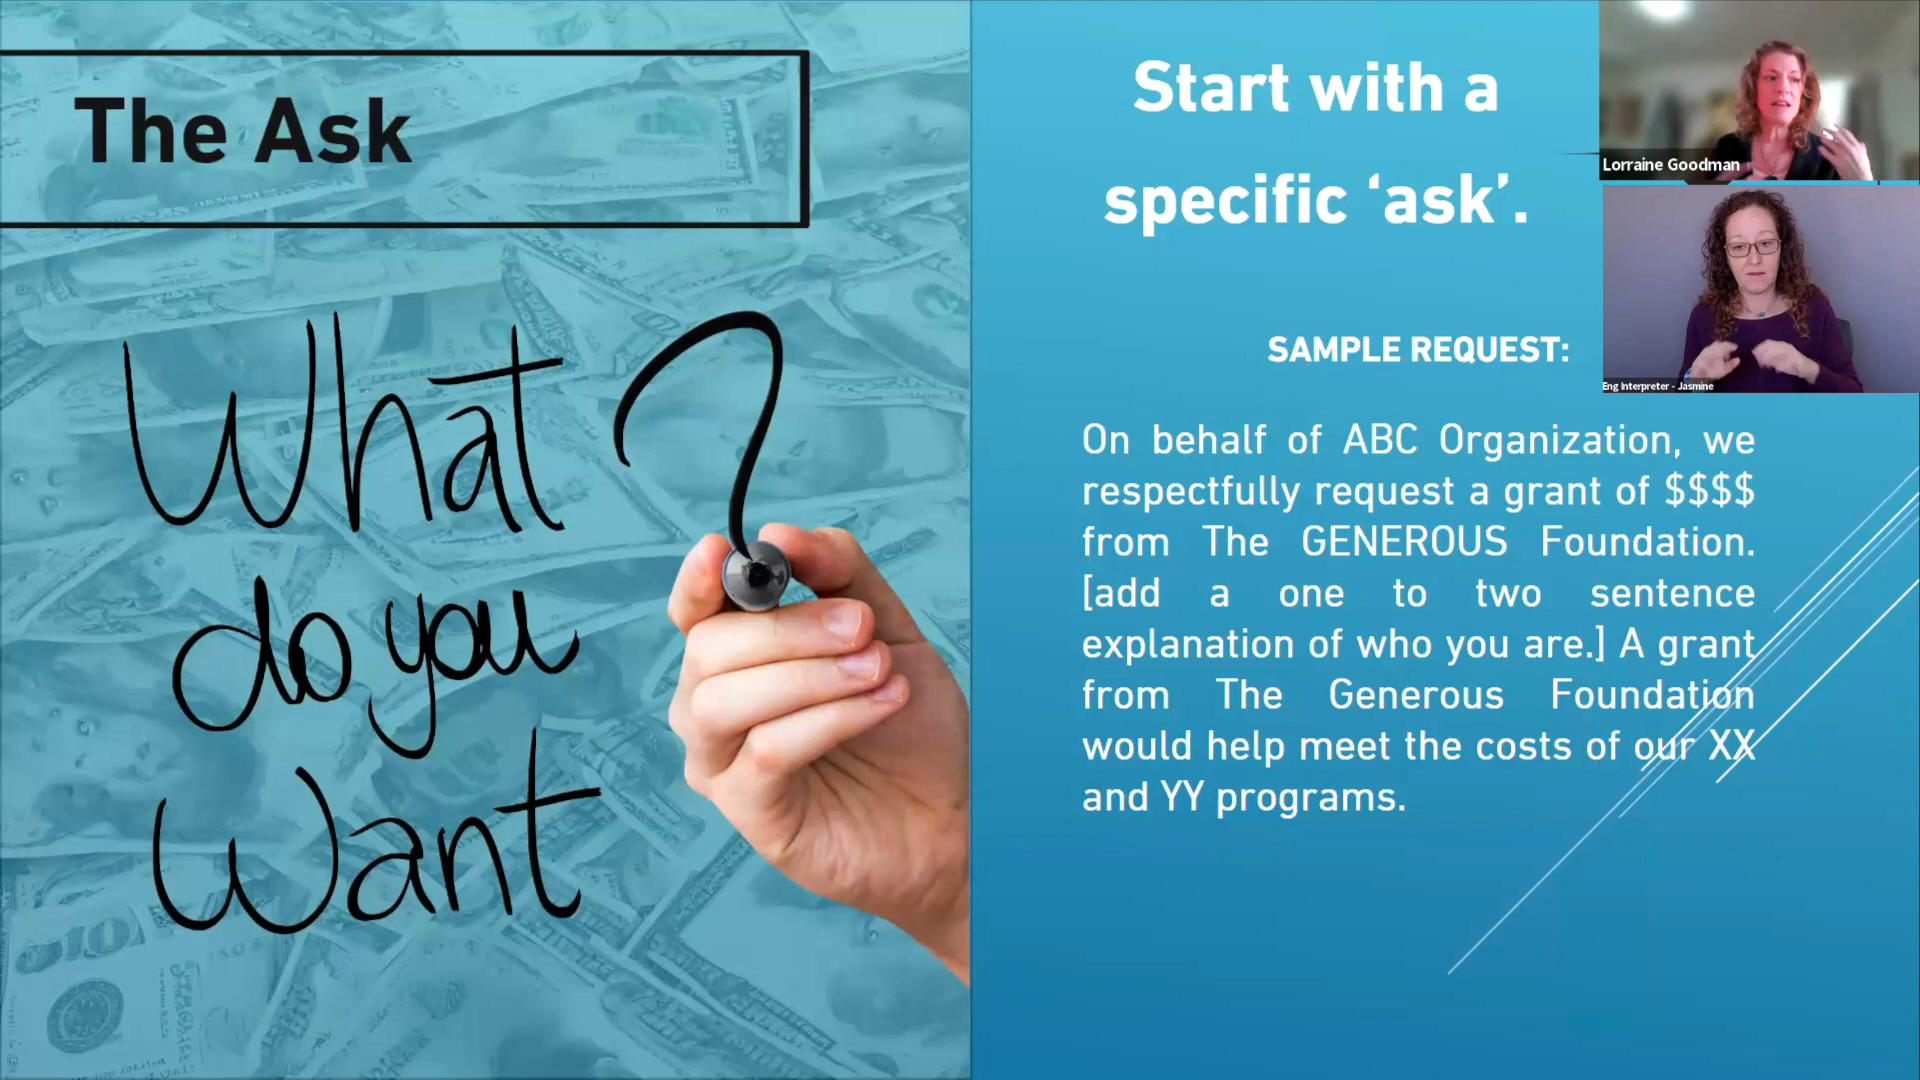 The Ask
What ?
do you
Want
Start with a
specific ‘ask’.
SAMPLE REQUEST:
On behalf of ABC Organization, we
respectfully request a grant of $$$$
from The GENEROUS Foundation.
[add a one to two sentence
explanation of who you are.] A grant
from The Generous Foundation
would help meet the costs of our XX
and YY programs.
Lorraine Goodman
Eng Interpreter - Jasmine
10